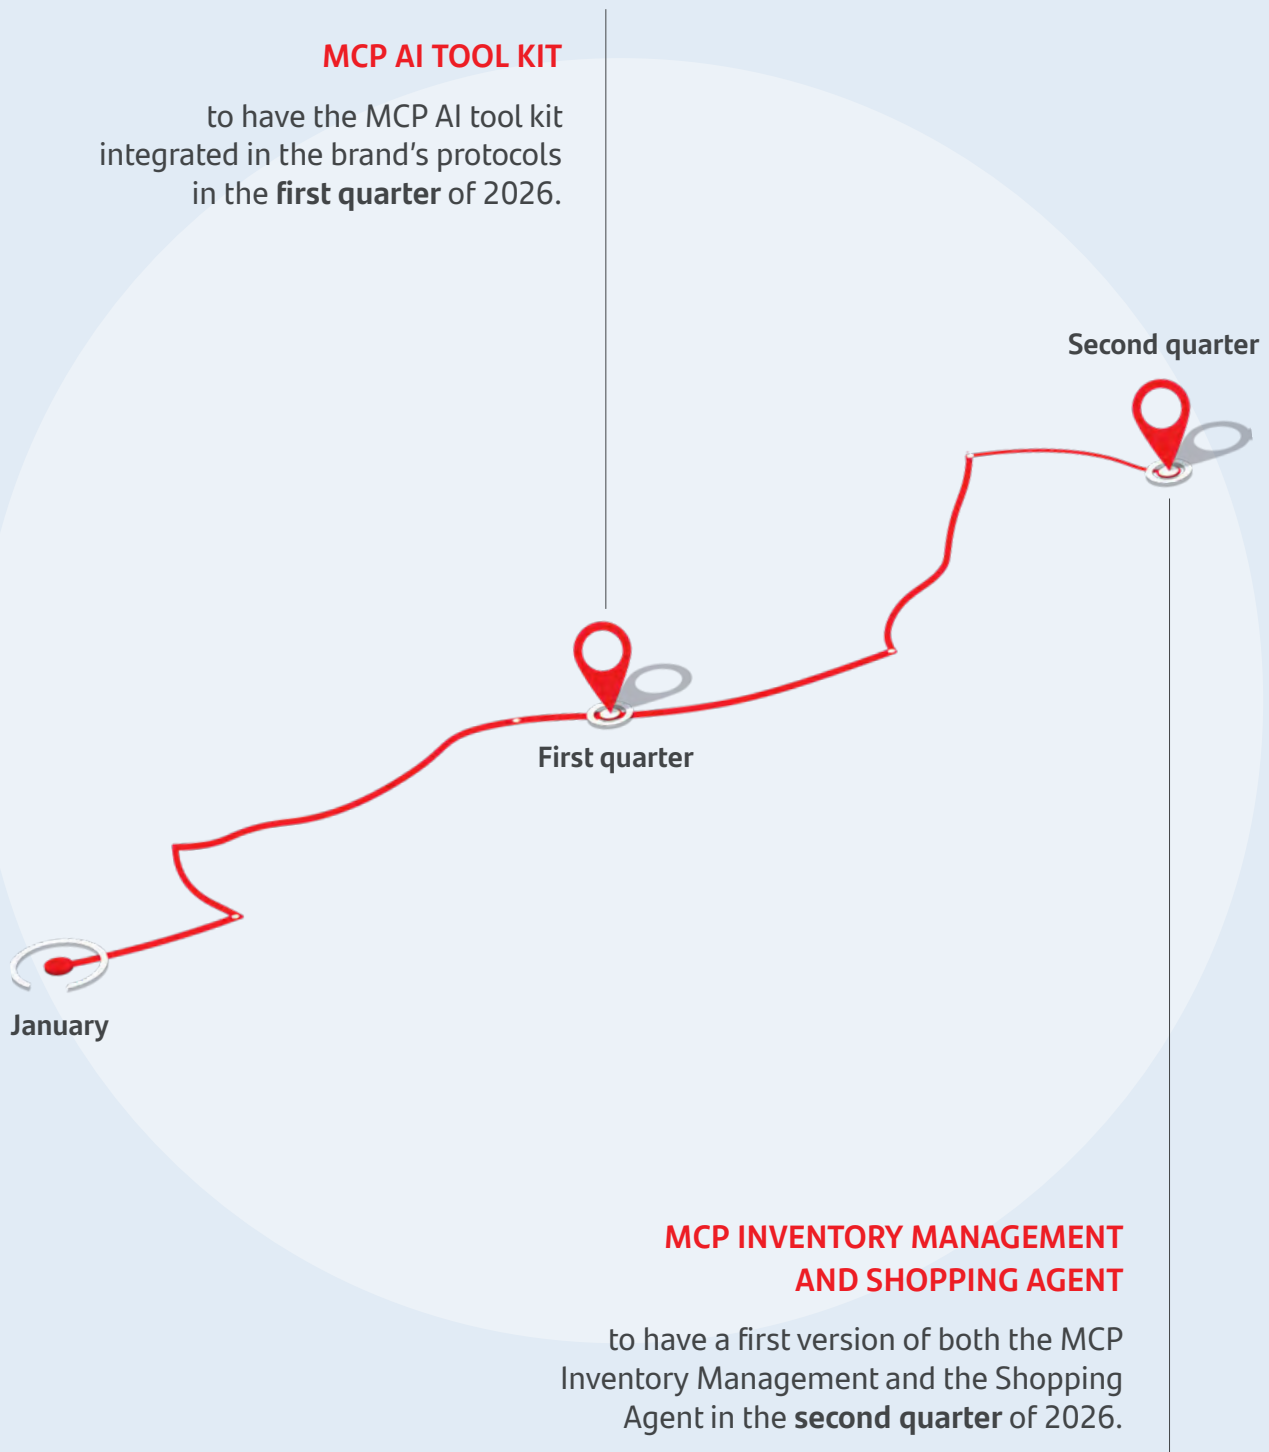 MCP AI TOOL KIT
to have the MCP AI tool kit
integrated in the brand’s protocols
in the first quarter of 2026.
Second quarter
First quarter
January
MCP INVENTORY MANAGEMENT
AND SHOPPING AGENT
to have a first version of both the MCP
Inventory Management and the Shopping
Agent in the second quarter of 2026.